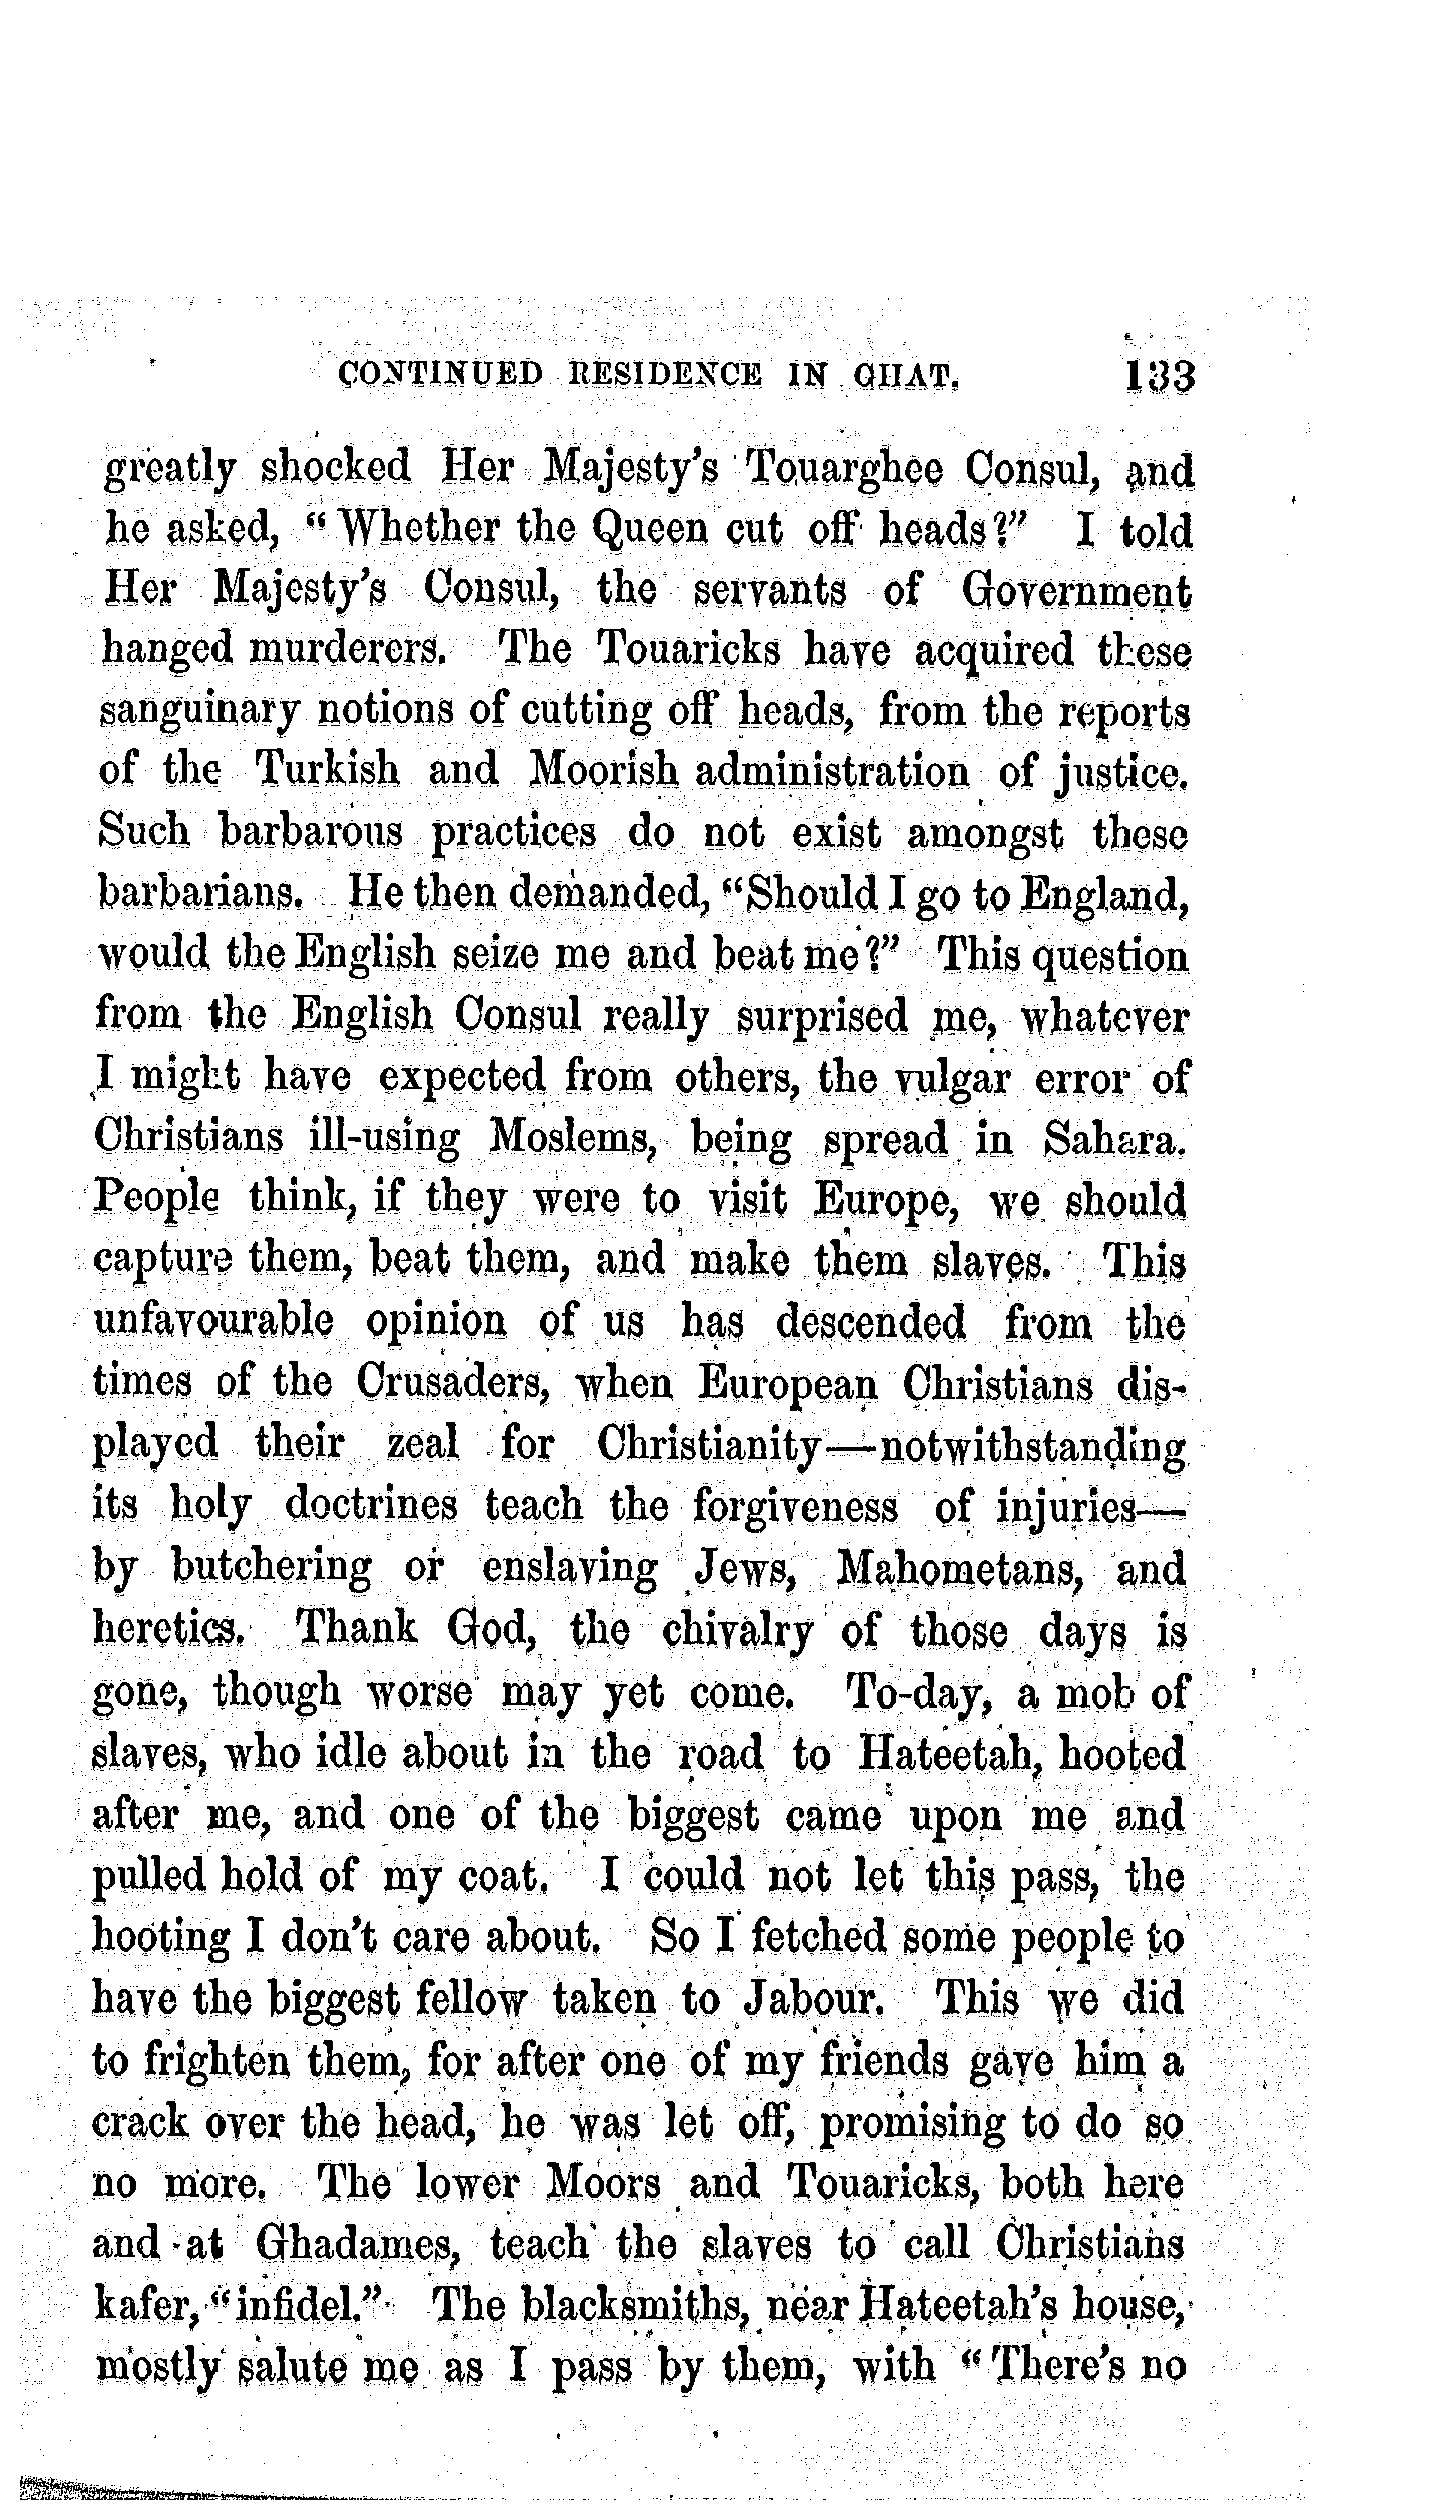 CONTINUED RESIDENCE IN GHAT. 133
greatly shocked Her Majesty's Touarghee Consul, and
he asked, "Whether the Queen cut off heads?" I told
Her Majesty's Consul, the servants of Government
hanged murderers. The Touaricks have acquired these
sanguinary notions of cutting off heads, from the reports
of the Turkish and Moorish administration of justice.
Such barbarous practices do not exist amongst these
barbarians. He then demanded, "Should I go to England,
would the English seize me and beat me?" This question
from the English Consul really surprised me, whatever
I might have expected from others, the vulgar error of
Christians ill-using Moslems, being spread in Sahara.
People think, if they were to visit Europe, we should
capture them, beat them, and make them slaves. This
unfavourable opinion of us has descended from the
times of the Crusaders, when European Christians dis-
played their zeal for Christianity—notwithstanding
its holy doctrines teach the forgiveness of injuries—
by butchering or enslaving Jews, Mahometans, and
heretics. Thank God, the chivalry of those days is
gone, though worse may yet come. To-day, a mob of
slaves, who idle about in the road to Hateetah, hooted
after me, and one of the biggest came upon me and
pulled hold of my coat. I could not let this pass, the
hooting I don't care about. So I fetched some people to
have the biggest fellow taken to Jabour. This we did
to frighten them, for after one of my friends gave him a
crack over the head, he was let off, promising to do so
no more. The lower Moors and Touaricks, both here
and at Ghadames, teach the slaves to call Christians
kafer, "infidel." The blacksmiths, near Hateetah's house,
mostly salute me as I pass by them, with "There's no